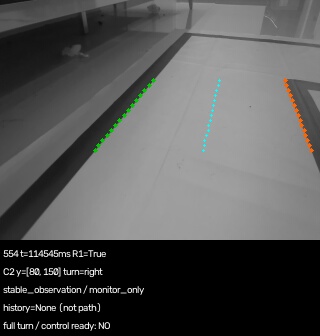 554 t=114545ms R1=True
C2 y=[80, 150] turn=right
stable_observation / monitor_only
history=None (not path)
full turn / control ready: NO